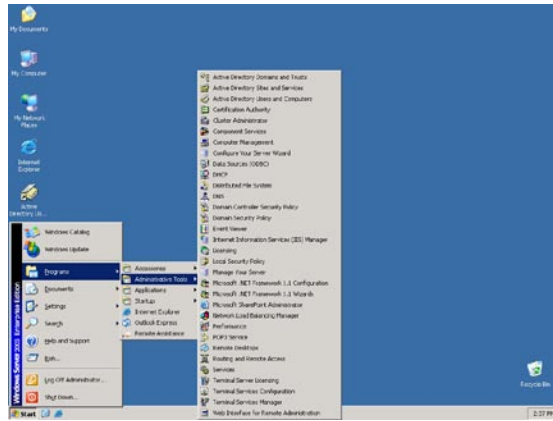 My Documents
My Computer
My Network
Places
Internet
Explorer
Active
Directory
Windows Catalog
Windows Update
Programs
Documents
Settings
Search
Help and Support
Run...
Log Off Administrator...
Shut Down...
Windows Server 2003 Enterprise Edition
Start
Accessories
Administrative Tools
Applications
Startup
Internet Explorer
Outlook Express
Remote Assistance
Active Directory Domains and Trusts
Active Directory Sites and Services
Active Directory Users and Computers
Certification Authority
Cluster Administrator
Component Services
Computer Management
Configure Your Server Wizard
Data Sources (ODBC)
DHCP
Distributed File System
DNS
Domain Controller Security Policy
Domain Security Policy
Event Viewer
Internet Information Services (IIS) Manager
Licensing
Local Security Policy
Manage Your Server
Microsoft .NET Framework 1.1 Configuration
Microsoft .NET Framework 1.1 Wizards
Microsoft SharePoint Administrator
Network Load Balancing Manager
Performance
POP3 Service
Remote Desktops
Routing and Remote Access
Services
Terminal Server Licensing
Terminal Services Configuration
Terminal Services Manager
Web Interface for Remote Administration
Recycle Bin
2:37 PM